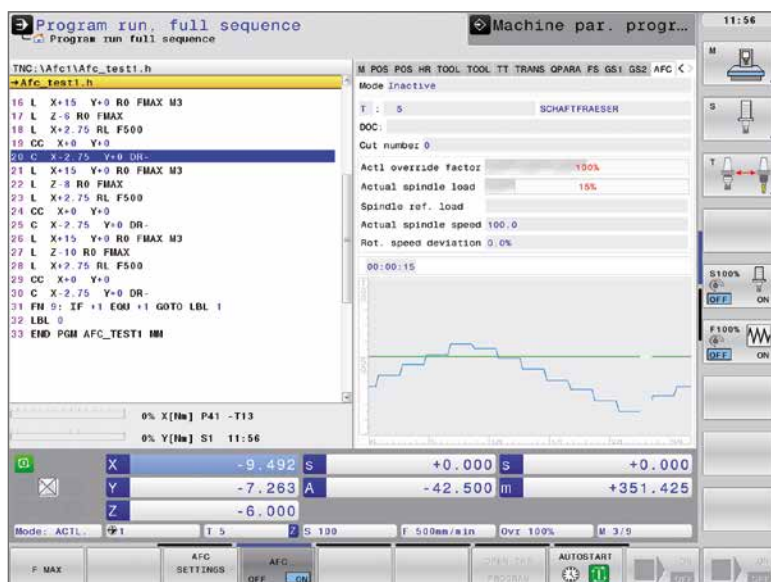 Program run, full sequence
Program run full sequence
Machine par. progr...
11:56
TNC:\Afc1\Afc_test1.h
→Afc_test1.h
16 L X+15 Y+0 R0 FMAX M3
17 L Z-6 R0 FMAX
18 L X+2.75 RL F500
19 CC X+0 Y+0
20 C X-2.75 Y+0 DR-
21 L X+15 Y+0 R0 FMAX M3
22 L Z-8 R0 FMAX
23 L X+2.75 RL F500
24 CC X+0 Y+0
25 C X-2.75 Y+0 DR-
26 L X+15 Y+0 R0 FMAX M3
27 L Z-10 R0 FMAX
28 L X+2.75 RL F500
29 CC X+0 Y+0
30 C X-2.75 Y+0 DR-
31 FN 9: IF +1 EQU +1 GOTO LBL 1
32 LBL 0
33 END PGM AFC_TEST1 MM
0% X[Nm] P41 -T13
0% Y[Nm] S1 11:56
M POS POS HR TOOL TOOL TT TRANS QPARA FS GS1 GS2 AFC
Mode Inactive
T : 5 SCHAFTFRAESER
DOC:
Cut number 0
Actl override factor 100%
Actual spindle load 15%
Spindle ref. load
Actual spindle speed 100.0
Rot. speed deviation 0.0%
00:00:15
M
S
T
S100%
OFF ON
F100%
OFF ON
X -9.492 S +0.000 S +0.000
Y -7.263 A -42.500 m +351.425
Z -6.000
Mode: ACTL. 1 T 5 Z S 100 F 500mm/min Ovr 100% M 3/9
F MAX
AFC SETTINGS
AFC
OFF ON
AUTOSTART